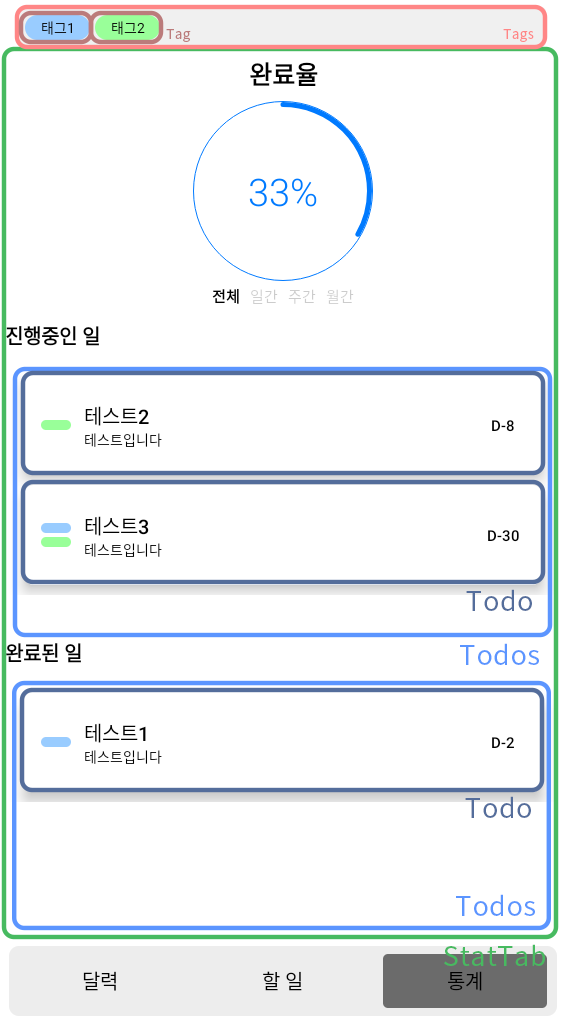 태그1 태그2 Tag Tags
완료율
33%
전체 일간 주간 월간
진행중인 일
테스트2
테스트입니다
D-8
테스트3
테스트입니다
D-30
Todo
완료된 일
Todos
테스트1
테스트입니다
D-2
Todo
Todos
StatTab
달력 할 일 통계